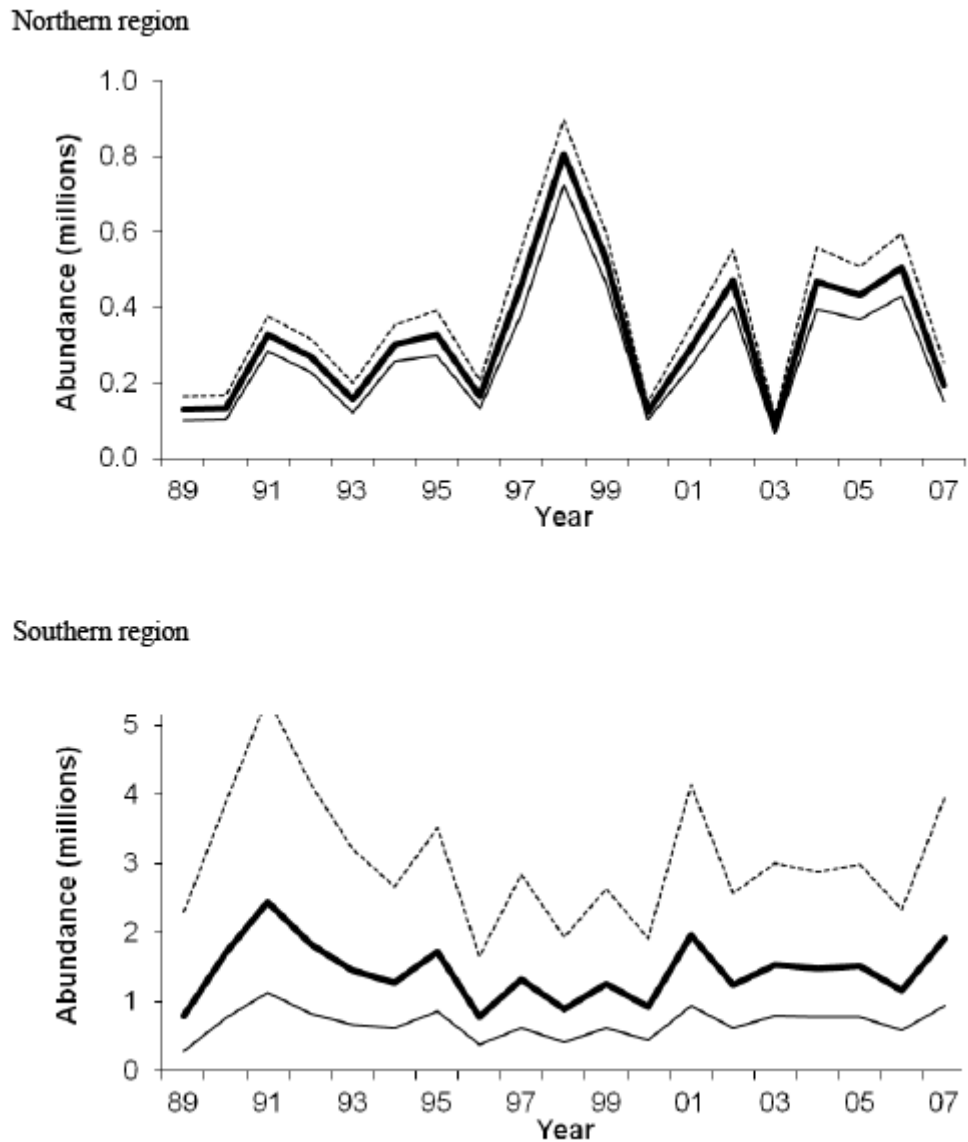 Northern region
Abundance (millions)
1.0
0.8
0.6
0.4
0.2
0.0
89 91 93 95 97 99 01 03 05 07
Year
Southern region
Abundance (millions)
5
4
3
2
1
0
89 91 93 95 97 99 01 03 05 07
Year